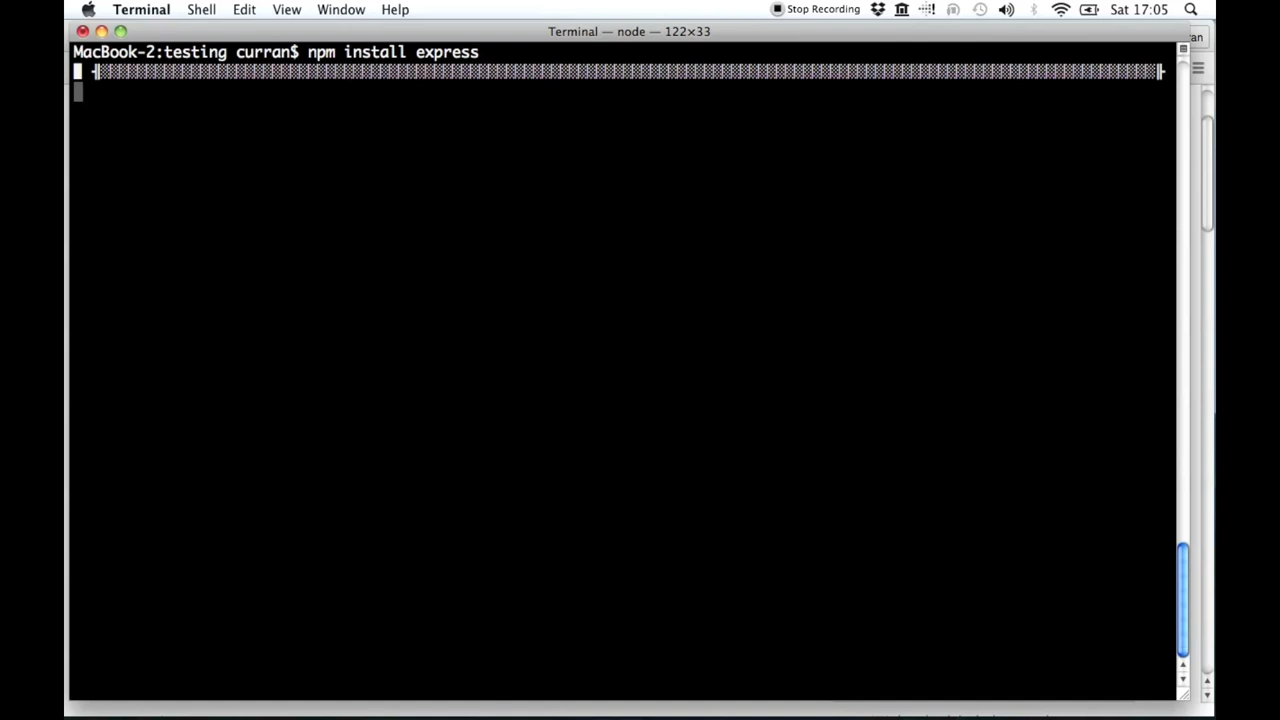 Terminal Shell Edit View Window Help Stop Recording Sat 17:05
Terminal — node — 122×33
an
MacBook-2:testing curran$ npm install express